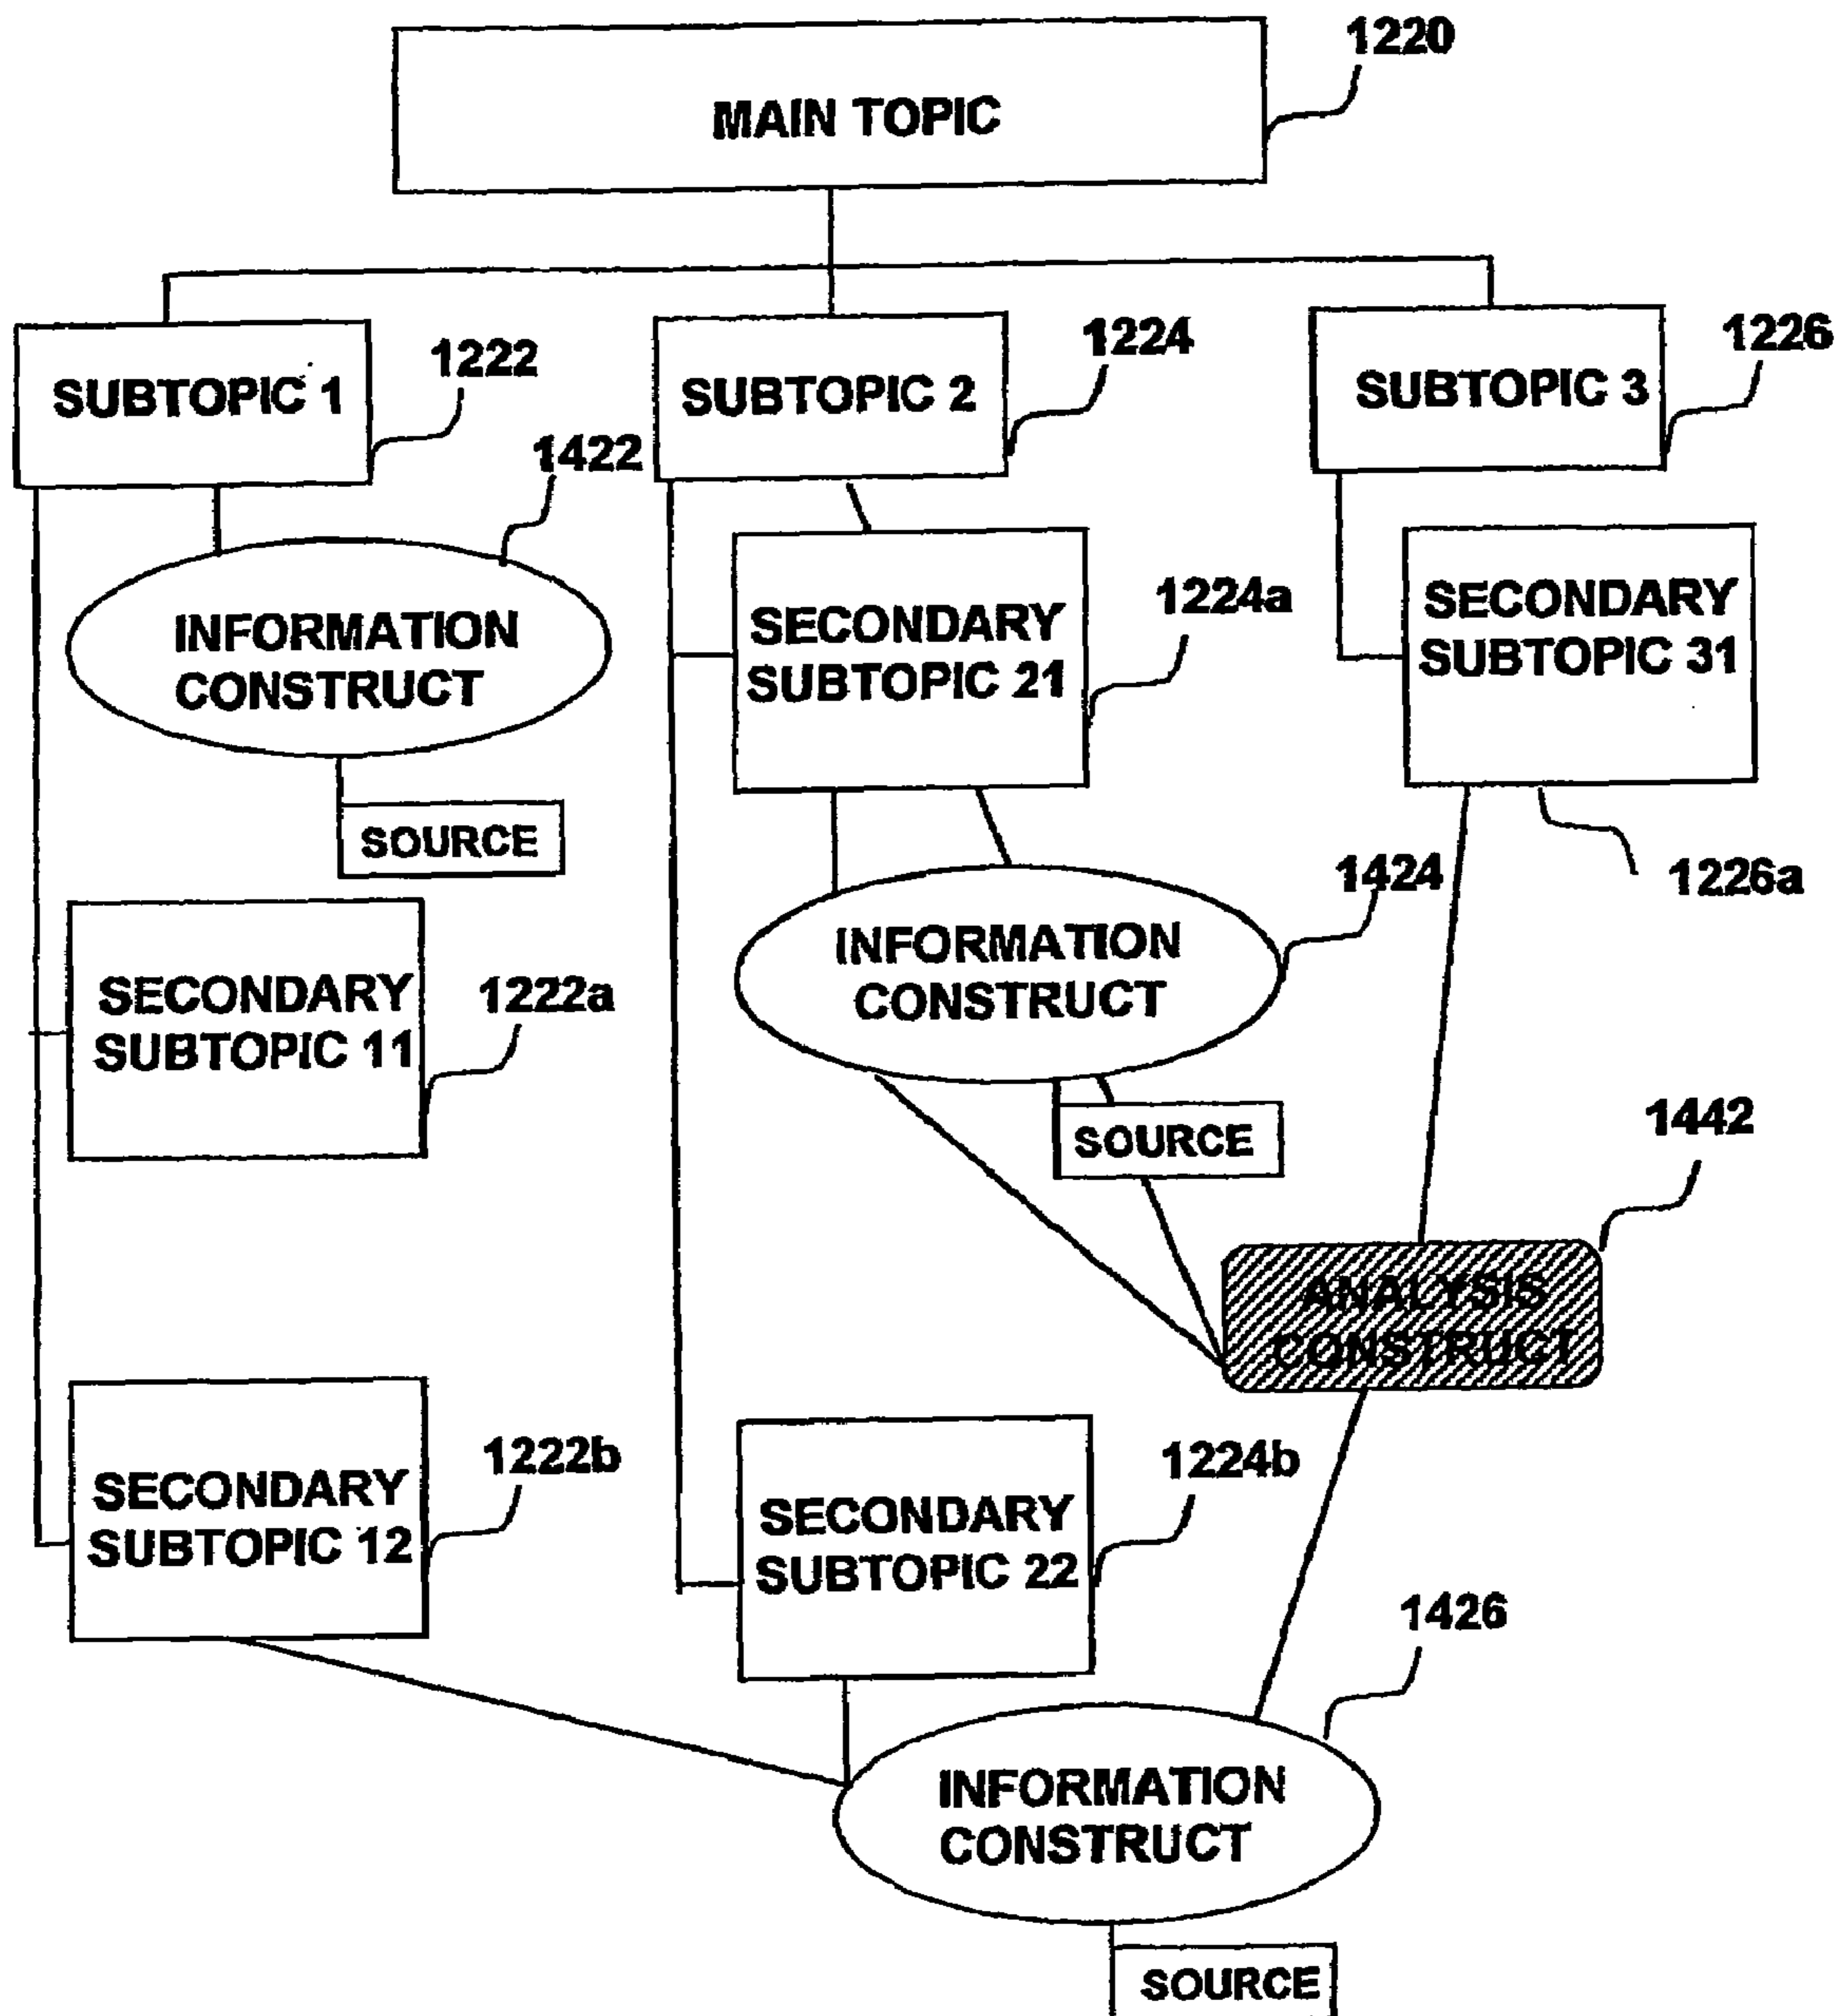 1220
MAIN TOPIC
SUBTOPIC 1
1222
SUBTOPIC 2
1224
SUBTOPIC 3
1226
1422
INFORMATION
CONSTRUCT
SOURCE
SECONDARY
SUBTOPIC 21
1224a
SECONDARY
SUBTOPIC 31
1226a
INFORMATION
CONSTRUCT
1424
SOURCE
SECONDARY
SUBTOPIC 11
1222a
1442
ANALYSIS
CONSTRUCT
SECONDARY
SUBTOPIC 12
1222b
SECONDARY
SUBTOPIC 22
1224b
1426
INFORMATION
CONSTRUCT
SOURCE